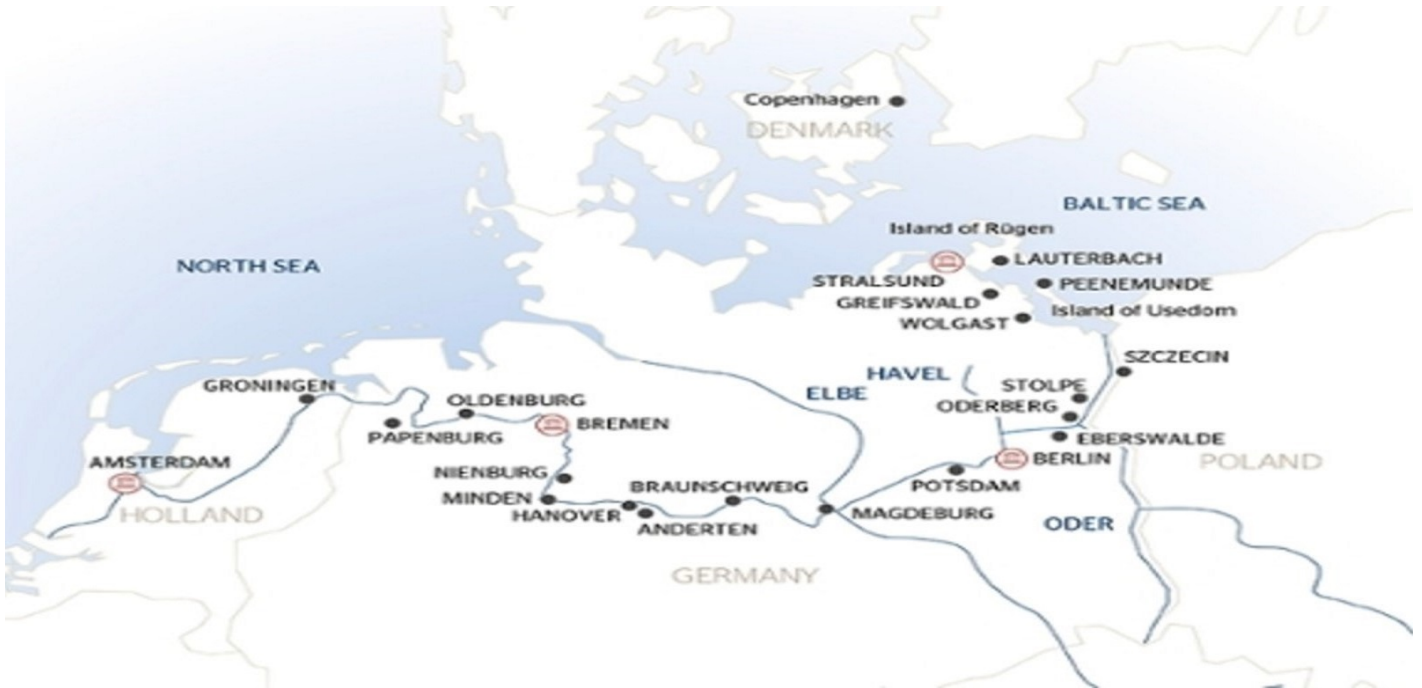 Copenhagen
DENMARK
BALTIC SEA
Island of Rügen
NORTH SEA
LAUTERBACH
STRALSUND
PEENEMUNDE
GREIFSWALD
Island of Usedom
WOLGAST
SZCZECIN
HAVEL
STOLPE
GRONINGEN
ELBE
OLDENBURG
ODERBERG
BREMEN
PAPENBURG
EBERSWALDE
BERLIN
POLAND
AMSTERDAM
NIENBURG
POTSDAM
BRAUNSCHWEIG
MINDEN
HOLLAND
HANOVER
MAGDEBURG
ANDERTEN
ODER
GERMANY